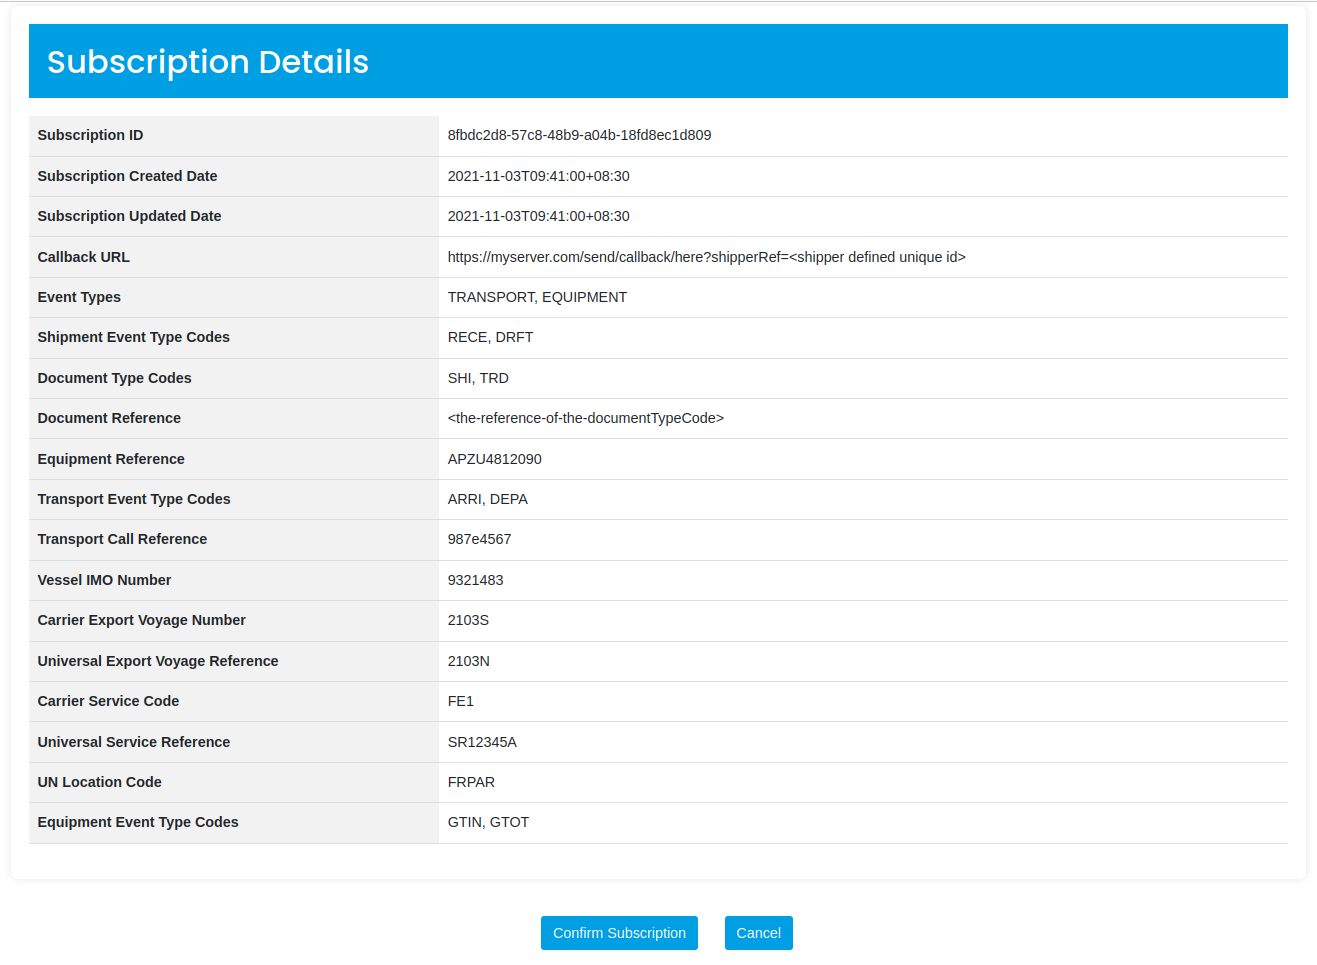 Subscription Details
Subscription ID 8fbdc2d8-57c8-48b9-a04b-18fd8ec1d809
Subscription Created Date 2021-11-03T09:41:00+08:30
Subscription Updated Date 2021-11-03T09:41:00+08:30
Callback URL https://myserver.com/send/callback/here?shipperRef=<shipper defined unique id>
Event Types TRANSPORT, EQUIPMENT
Shipment Event Type Codes RECE, DRFT
Document Type Codes SHI, TRD
Document Reference <the-reference-of-the-documentTypeCode>
Equipment Reference APZU4812090
Transport Event Type Codes ARRI, DEPA
Transport Call Reference 987e4567
Vessel IMO Number 9321483
Carrier Export Voyage Number 2103S
Universal Export Voyage Reference 2103N
Carrier Service Code FE1
Universal Service Reference SR12345A
UN Location Code FRPAR
Equipment Event Type Codes GTIN, GTOT
Confirm Subscription Cancel